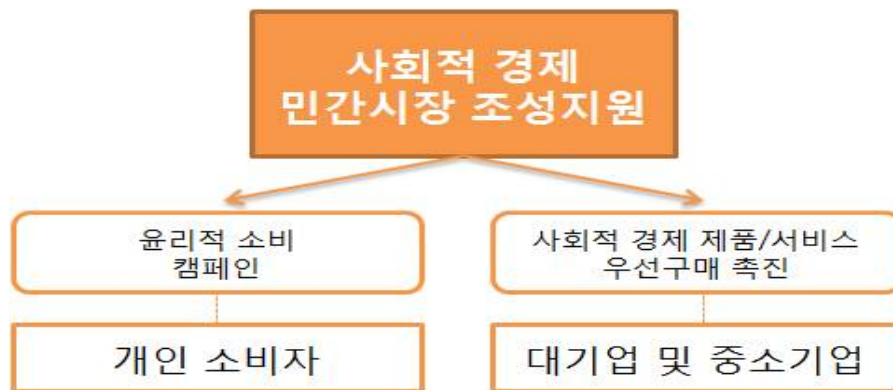 사회적 경제
민간시장 조성지원
윤리적 소비
캠페인
사회적 경제 제품/서비스
우선구매 촉진
개인 소비자
대기업 및 중소기업